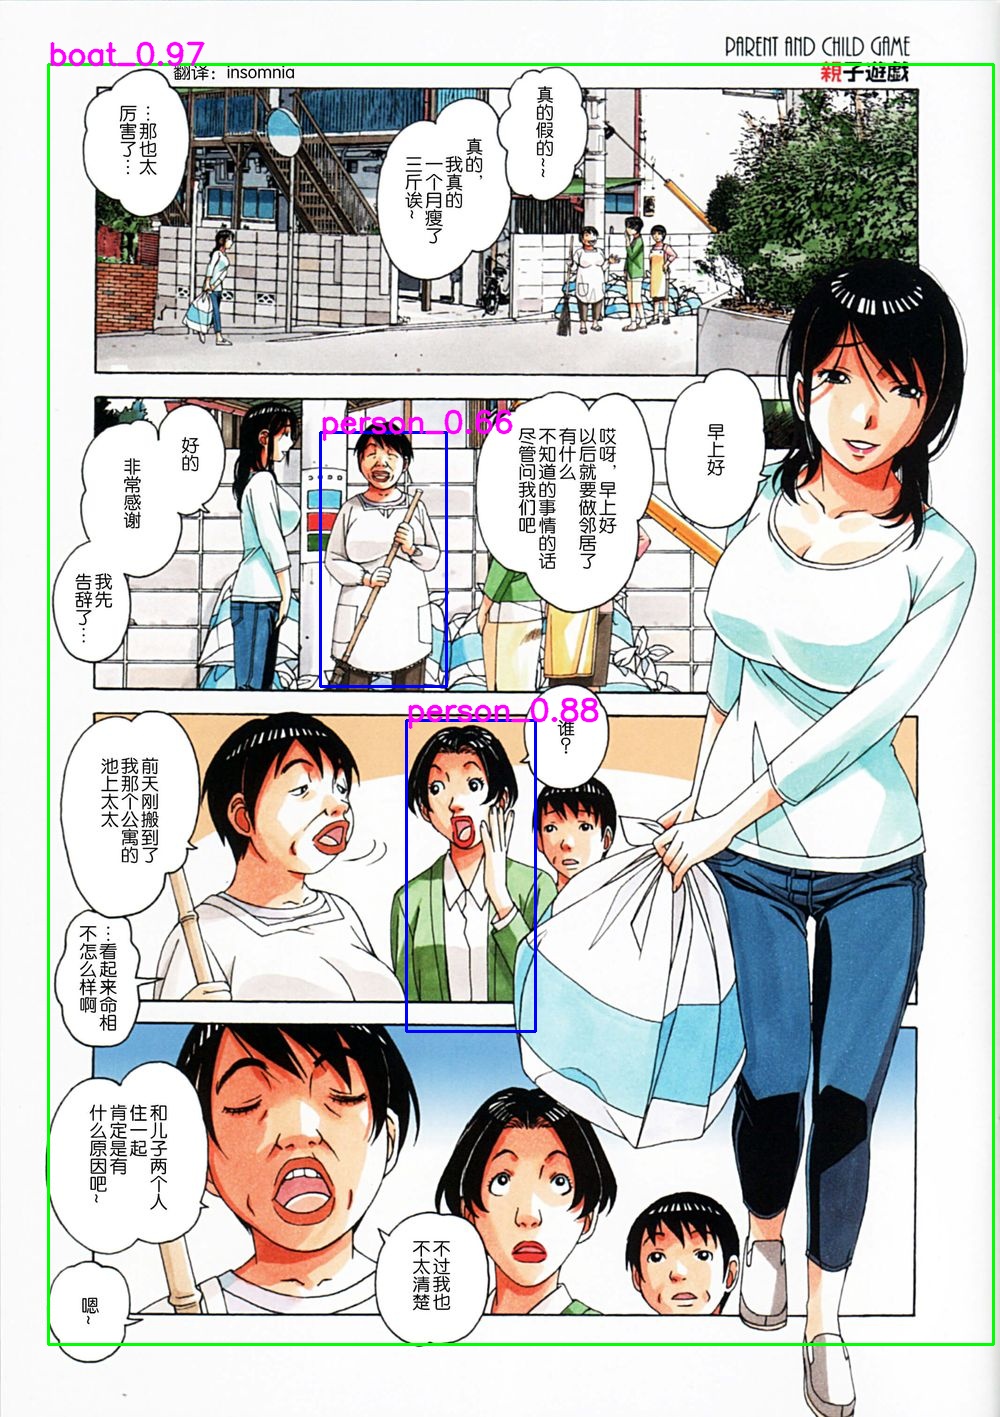 boat_0.97
PARENT AND CHILD GAME
親子遊戯
翻译：insomnia
真的假的~
真的，
我真的
一个月瘦了
三斤诶~
…那也太
厉害了…
早上好
哎呀，早上好
以后就要做邻居了
有什么
不知道的事情的话
尽管问我们吧
person_0.66
好的
非常感谢
我先
告辞了…
person_0.88
谁？
前天刚搬到了
我那个公寓的
池上太太
…看起来命相
不怎么样啊
和儿子两个人
住一起
肯定是有
什么原因吧~
不过我也
不太清楚
嗯~